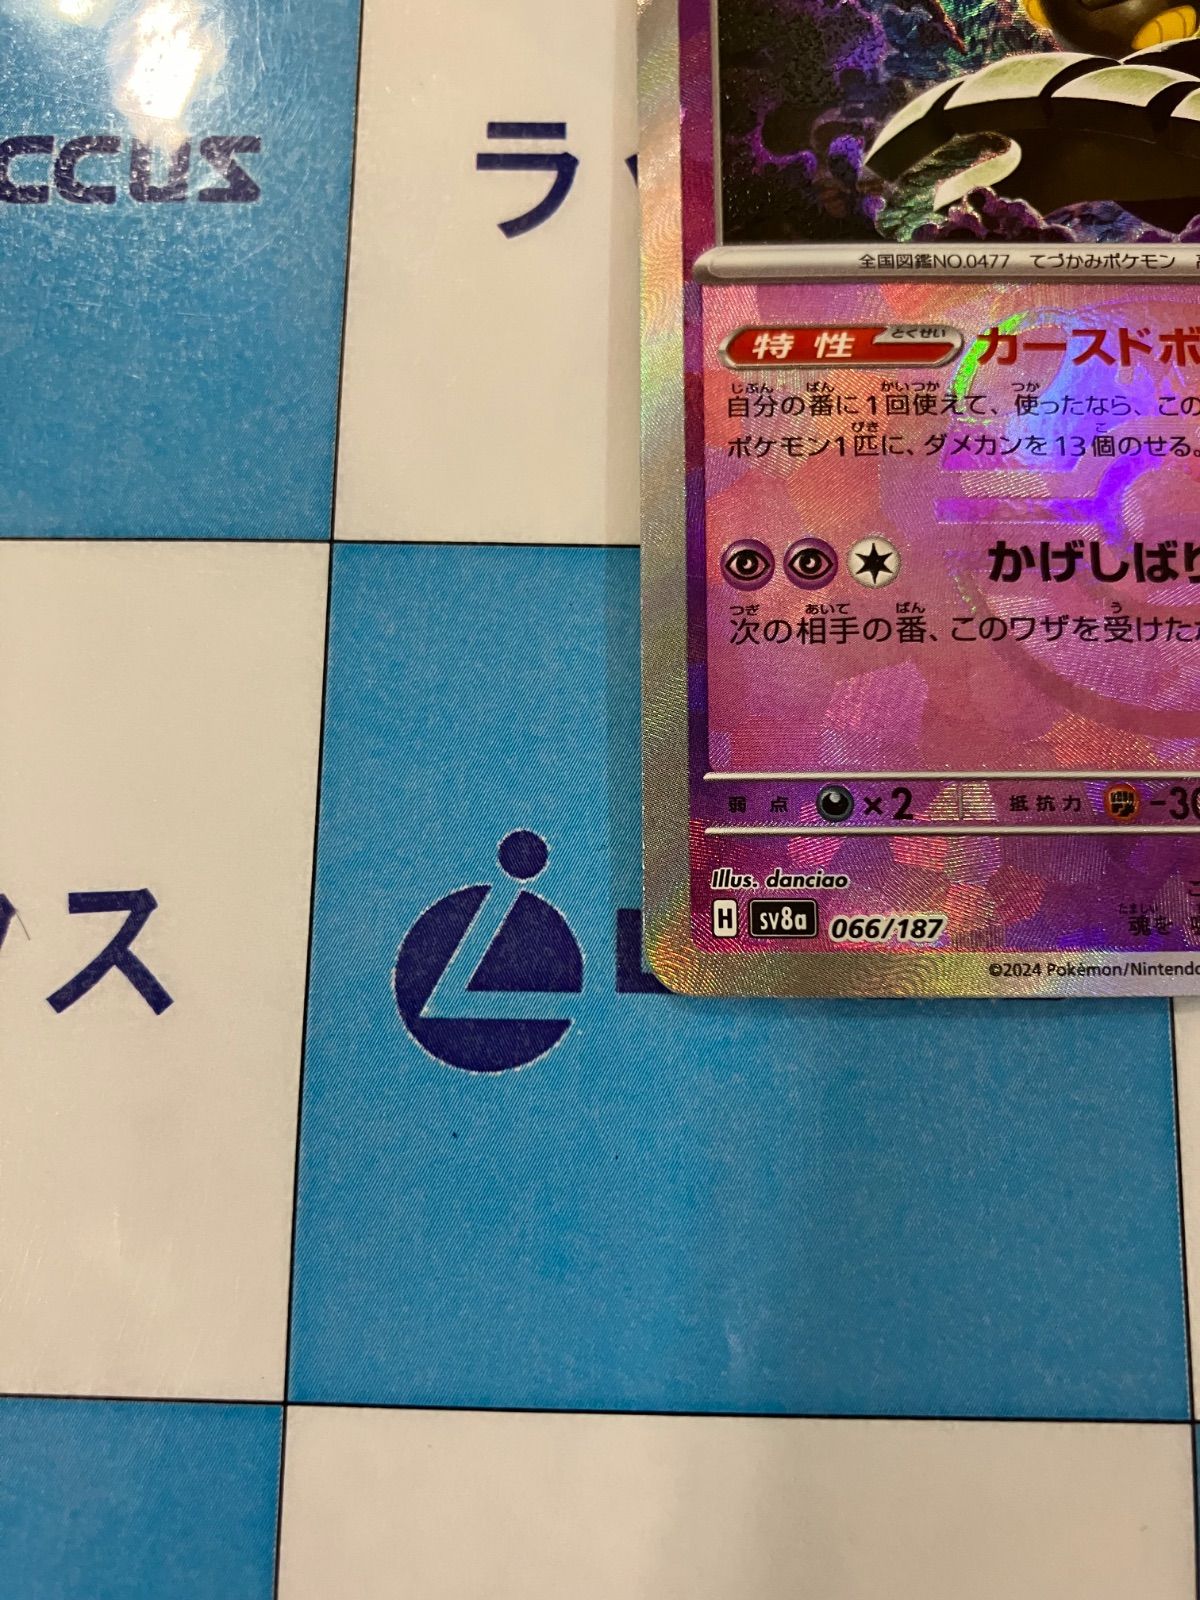 ccus
ラ
全国図鑑NO.0477 てづかみポケモン
特性 とくせい カースドボ
じぶん ばん かいつか つか
自分の番に1回使えて、使ったなら、この
びき こ
ポケモン1匹に、ダメカンを13個のせる。
かげしばり
つぎ あいて ばん う
次の相手の番、このワザを受けた
弱点 ×2 抵抗力 -30
Illus. danciao
ス
H sv8a 066/187
たましい
魂を
©2024 Pokémon/Nintendo